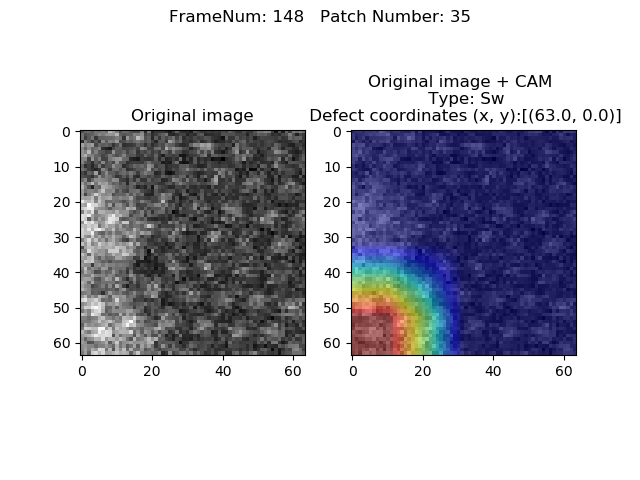 FrameNum: 148   Patch Number: 35
Original image
0
10
20
30
40
50
60
0 20 40 60
Original image + CAM
Type: Sw
Defect coordinates (x, y):[(63.0, 0.0)]
0
10
20
30
40
50
60
0 20 40 60